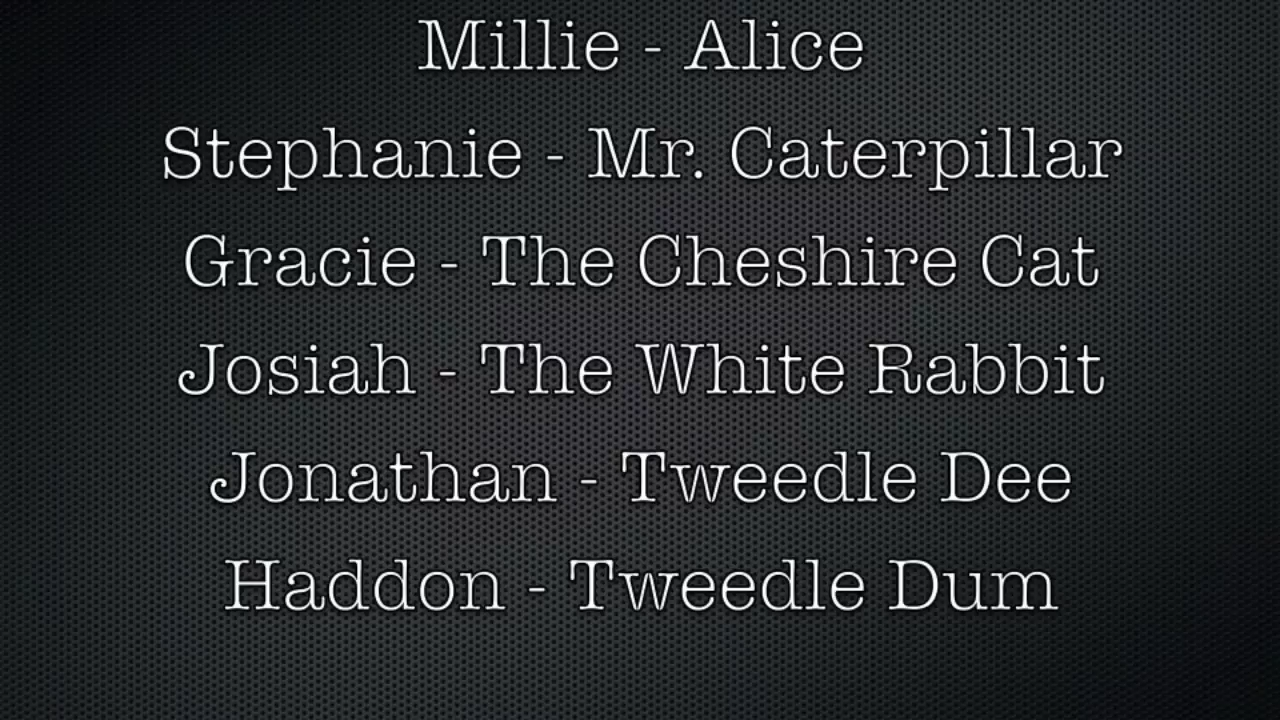 Millie - Alice
Stephanie - Mr. Caterpillar
Gracie - The Cheshire Cat
Josiah - The White Rabbit
Jonathan - Tweedle Dee
Haddon - Tweedle Dum